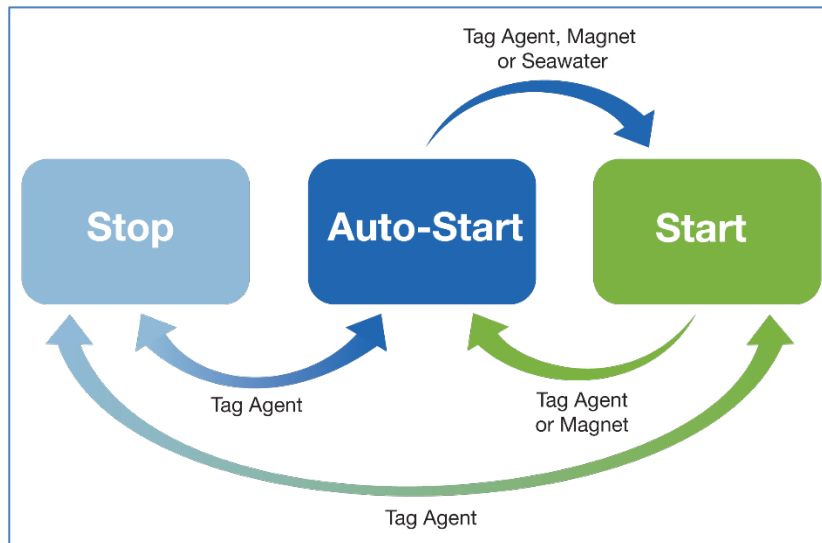 Tag Agent, Magnet
or Seawater
Stop
Auto-Start
Start
Tag Agent
Tag Agent
or Magnet
Tag Agent